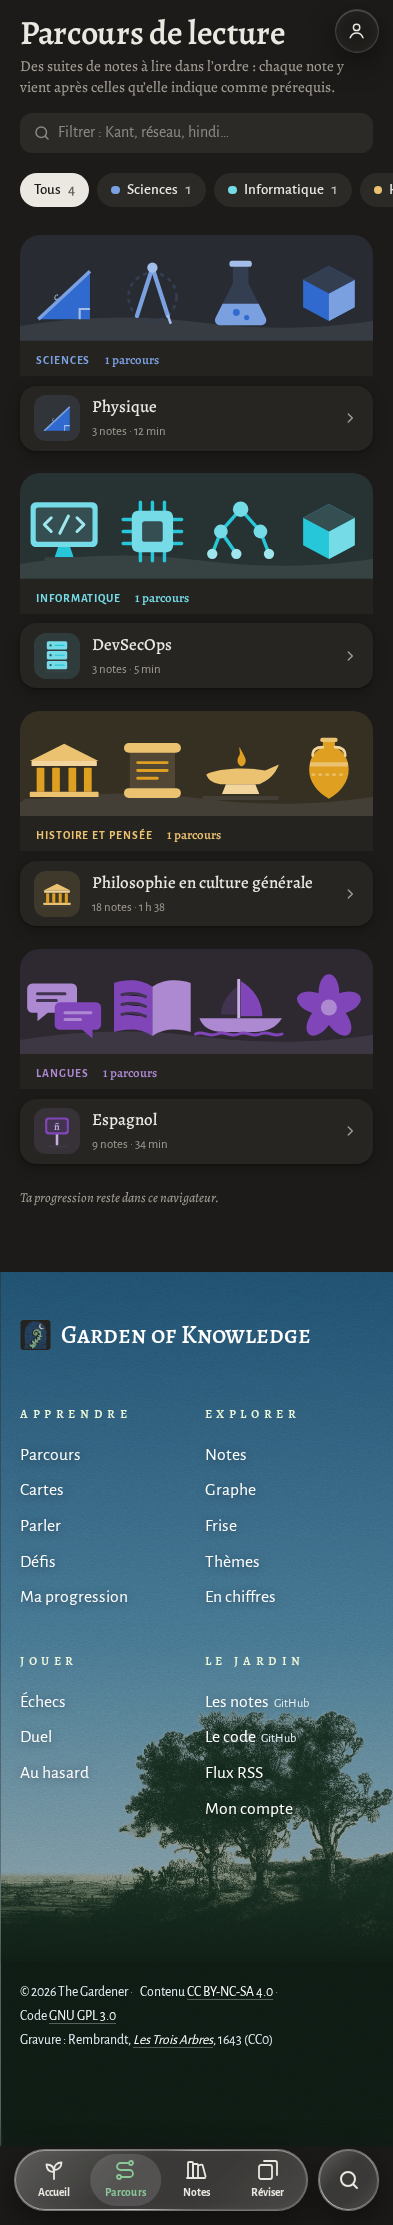 Parcours de lecture
Des suites de notes à lire dans l'ordre : chaque note y
vient après celles qu'elle indique comme prérequis.
Filtrer : Kant, réseau, hindi…
Tous 4
Sciences 1
Informatique 1
SCIENCES 1 parcours
Physique
3 notes · 12 min
INFORMATIQUE 1 parcours
DevSecOps
3 notes · 5 min
HISTOIRE ET PENSÉE 1 parcours
Philosophie en culture générale
18 notes · 1 h 38
LANGUES 1 parcours
ñ
Espagnol
9 notes · 34 min
Ta progression reste dans ce navigateur.
Garden of Knowledge
APPRENDRE
Parcours
Cartes
Parler
Défis
Ma progression
EXPLORER
Notes
Graphe
Frise
Thèmes
En chiffres
JOUER
Échecs
Duel
Au hasard
LE JARDIN
Les notes GitHub
Le code GitHub
Flux RSS
Mon compte
© 2026 The Gardener · Contenu CC BY-NC-SA 4.0 ·
Code GNU GPL 3.0
Gravure : Rembrandt, Les Trois Arbres, 1643 (CC0)
Accueil
Parcours
Notes
Réviser